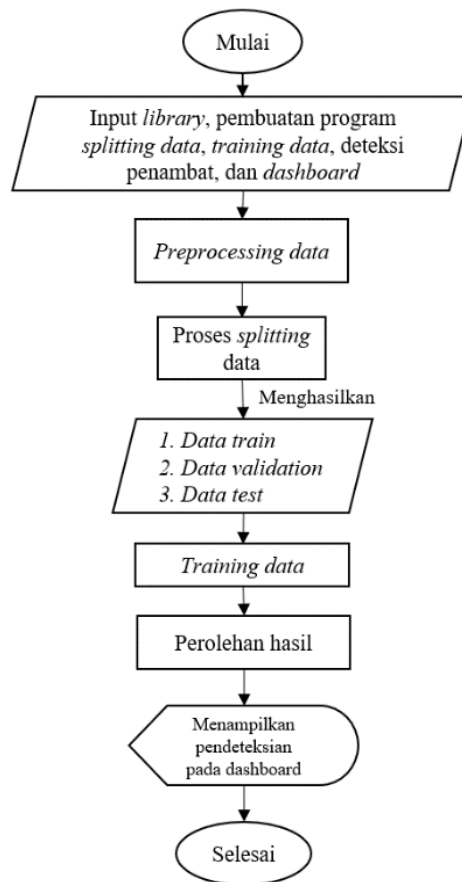 Mulai
Input library, pembuatan program
splitting data, training data, deteksi
penambat, dan dashboard
Preprocessing data
Proses splitting
data
Menghasilkan
1. Data train
2. Data validation
3. Data test
Training data
Perolehan hasil
Menampilkan
pendeteksian
pada dashboard
Selesai